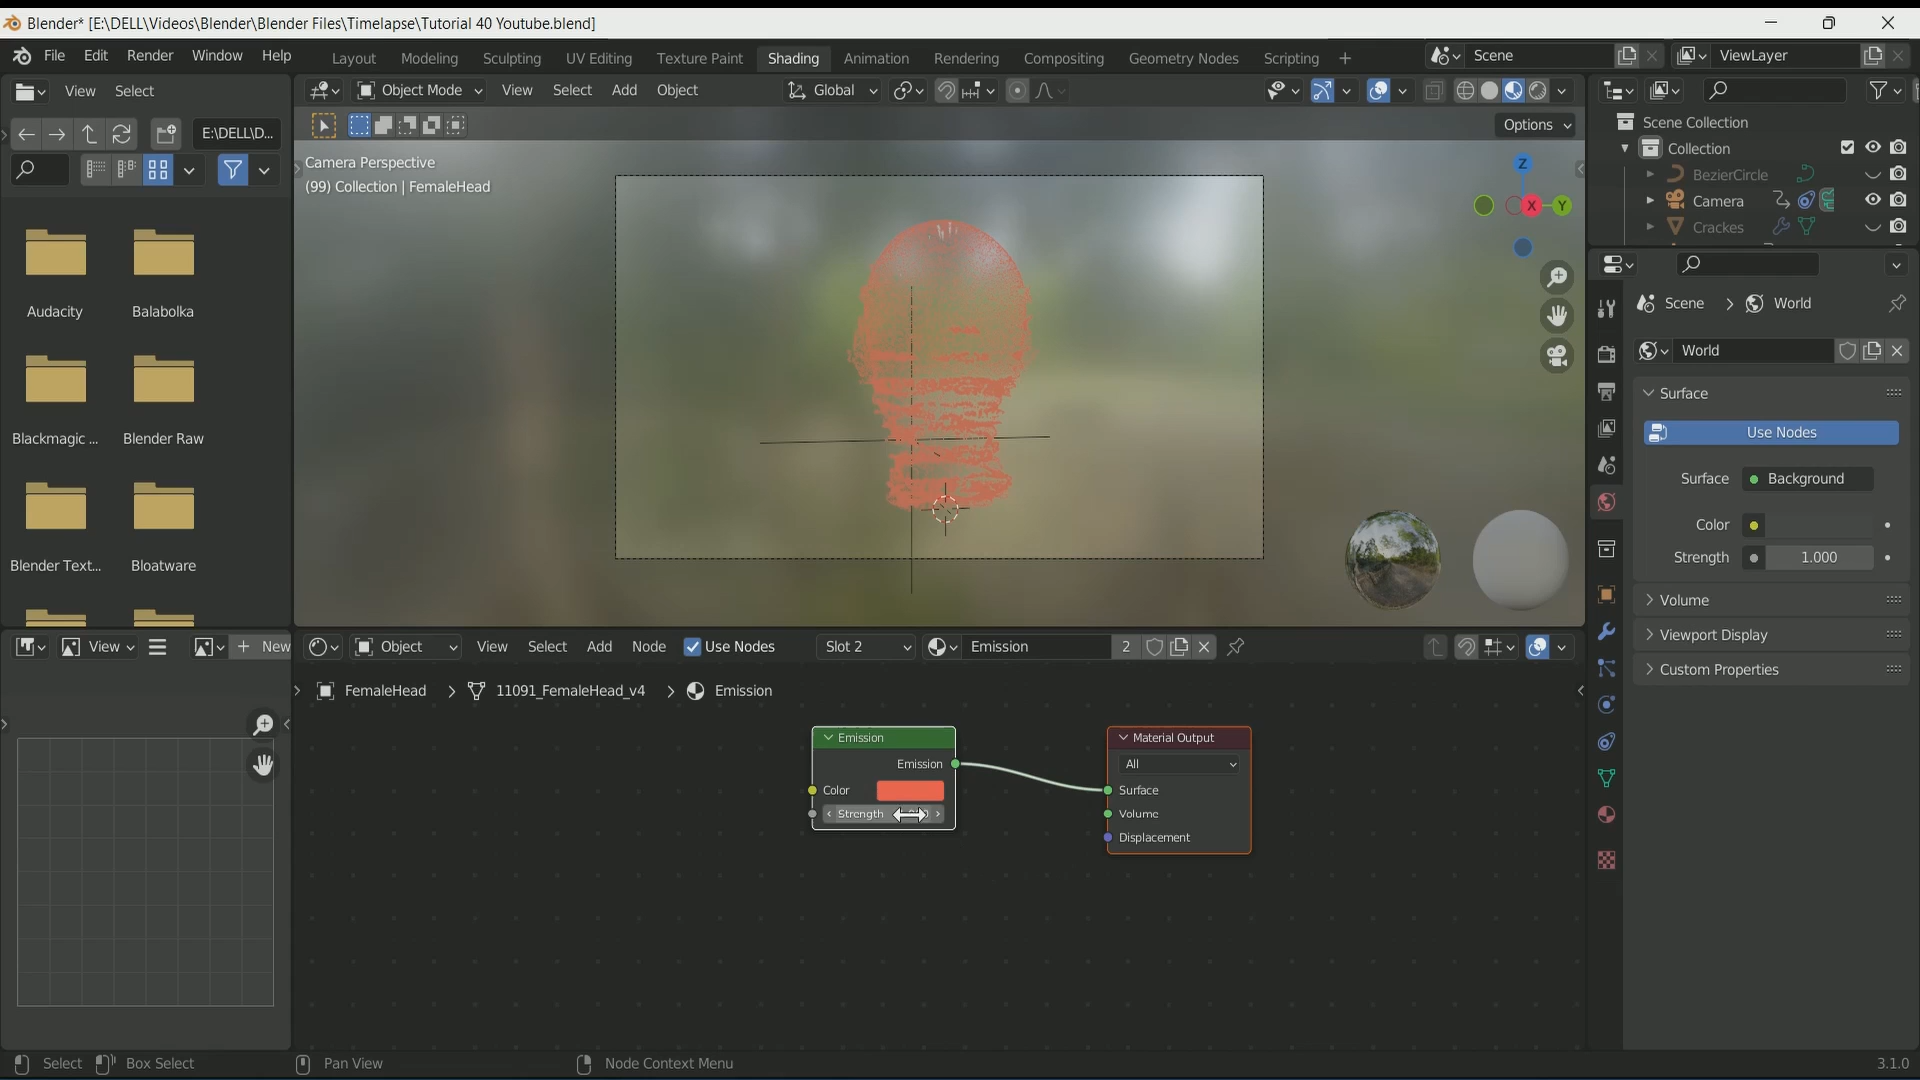 Blender* [E:\DELL\Videos\Blender\Blender Files\Timelapse\Tutorial 40 Youtube.blend]
File Edit Render Window Help
Layout Modeling Sculpting UV Editing Texture Paint Shading Animation Rendering Compositing Geometry Nodes Scripting +
Scene
ViewLayer
View Select
Object Mode View Select Add Object
Global
E:\DELL\D...
Options
Camera Perspective
(99) Collection | FemaleHead
Z
X
Y
Scene Collection
Collection
BezierCircle
Camera
Crackes
Audacity Balabolka
Blackmagic ... Blender Raw
Blender Text... Bloatware
Scene > World
World
Surface
Use Nodes
Surface Background
Color
Strength 1.000
Volume
Viewport Display
Custom Properties
View
+ New
Object View Select Add Node Use Nodes
Slot 2
Emission 2
FemaleHead > 11091_FemaleHead_v4 > Emission
Emission
Emission
Color
Strength
Material Output
All
Surface
Volume
Displacement
Select Box Select Pan View Node Context Menu
3.1.0